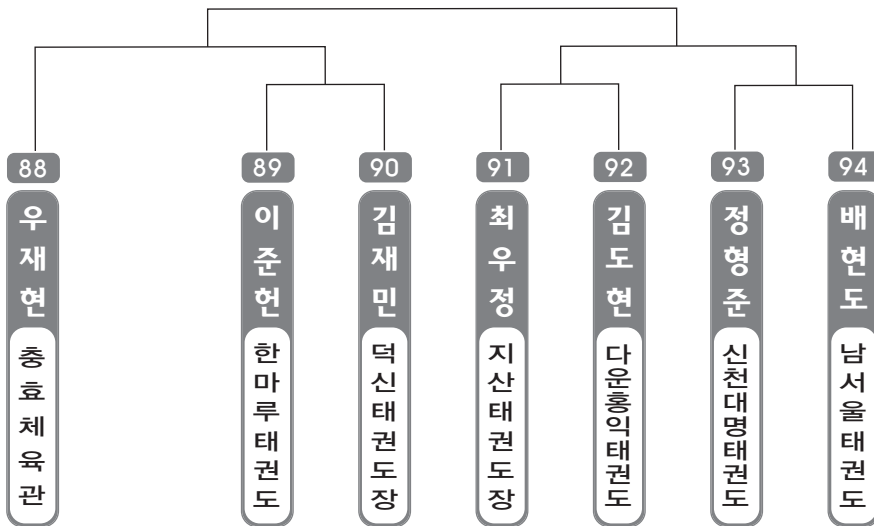 88
우재현
충효체육관
89
이준헌
한마루태권도
90
김재민
덕신태권도장
91
최우정
지산태권도장
92
김도현
다운홍익태권도
93
정형준
신천대명태권도
94
배현도
남서울태권도